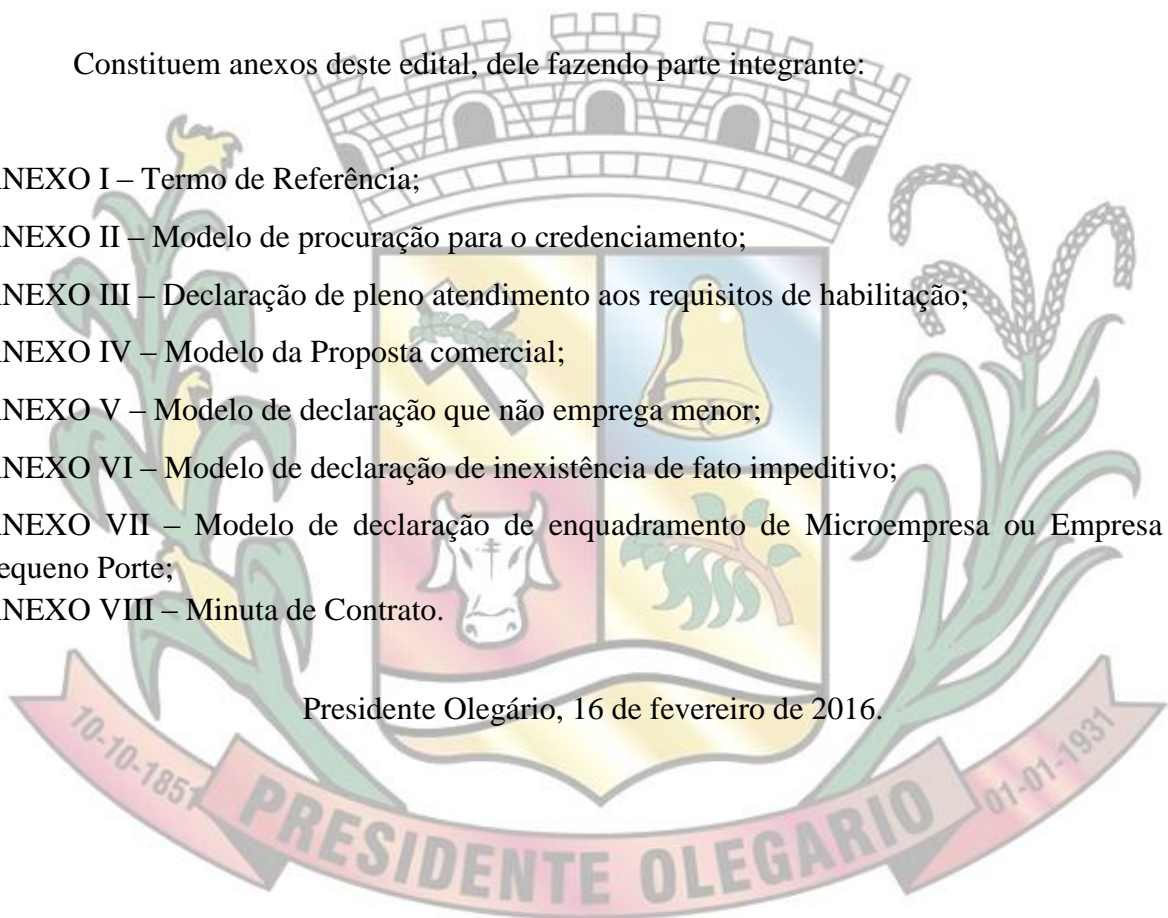 Constituem anexos deste edital, dele fazendo parte integrante:
NEXO I – Termo de Referência;
NEXO II – Modelo de procuração para o credenciamento;
NEXO III – Declaração de pleno atendimento aos requisitos de habilitação;
NEXO IV – Modelo da Proposta comercial;
NEXO V – Modelo de declaração que não emprega menor;
NEXO VI – Modelo de declaração de inexistência de fato impeditivo;
NEXO VII – Modelo de declaração de enquadramento de Microempresa ou Empresa
equeno Porte;
NEXO VIII – Minuta de Contrato.
Presidente Olegário, 16 de fevereiro de 2016.
10-10-1851
PRESIDENTE OLEGARIO
01-01-1931